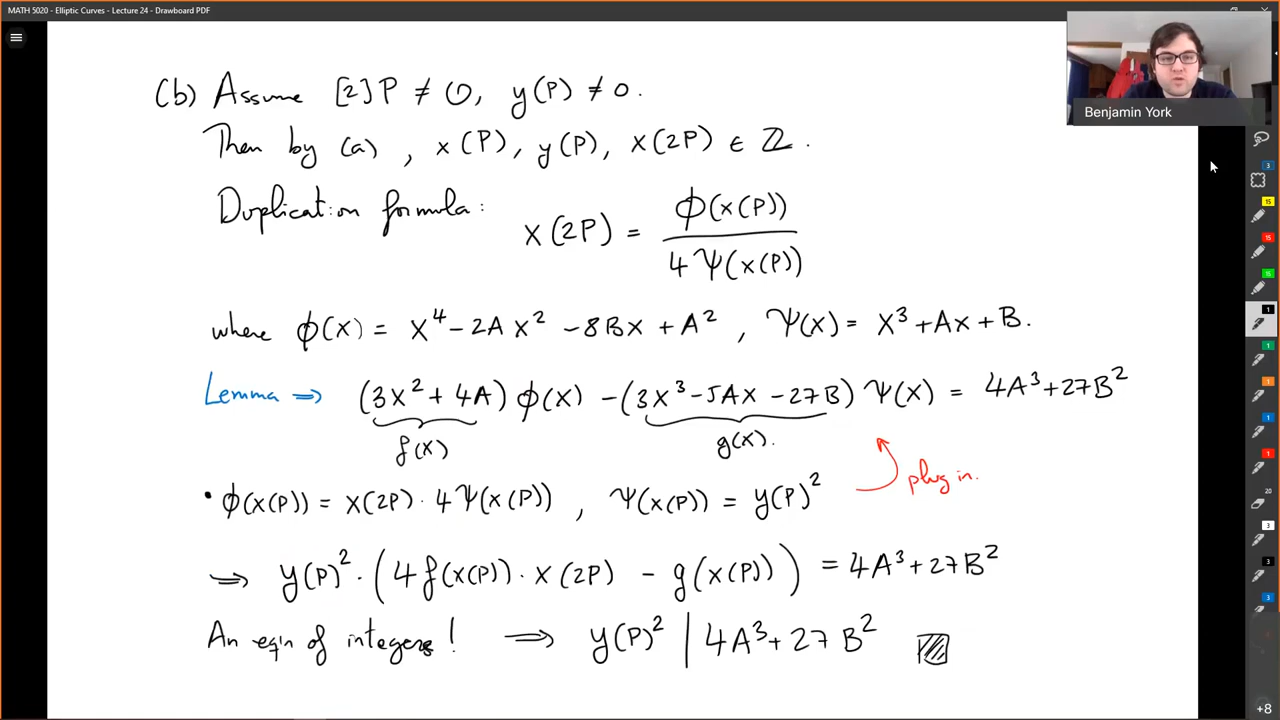 MATH 5020 - Elliptic Curves - Lecture 24 - Drawboard PDF
Benjamin York
(b) Assume [2]P ≠ O, y(P) ≠ 0.
Then by (a), x(P), y(P), x(2P) ∈ ℤ.
Duplication formula: x(2P) = ϕ(x(P)) / 4Ψ(x(P))
where ϕ(X) = X⁴ - 2AX² - 8BX + A², Ψ(X) = X³ + AX + B.
Lemma ⇒ (3X² + 4A) ϕ(X) - (3X³ - 5AX - 27B) Ψ(X) = 4A³ + 27B²
f(X) g(X).
plug in.
• ϕ(x(P)) = x(2P) · 4Ψ(x(P)), Ψ(x(P)) = y(P)²
⇒ y(P)² · (4f(x(P)) · x(2P) - g(x(P))) = 4A³ + 27B²
An eqn of integers! ⇒ y(P)² | 4A³ + 27B²
+8